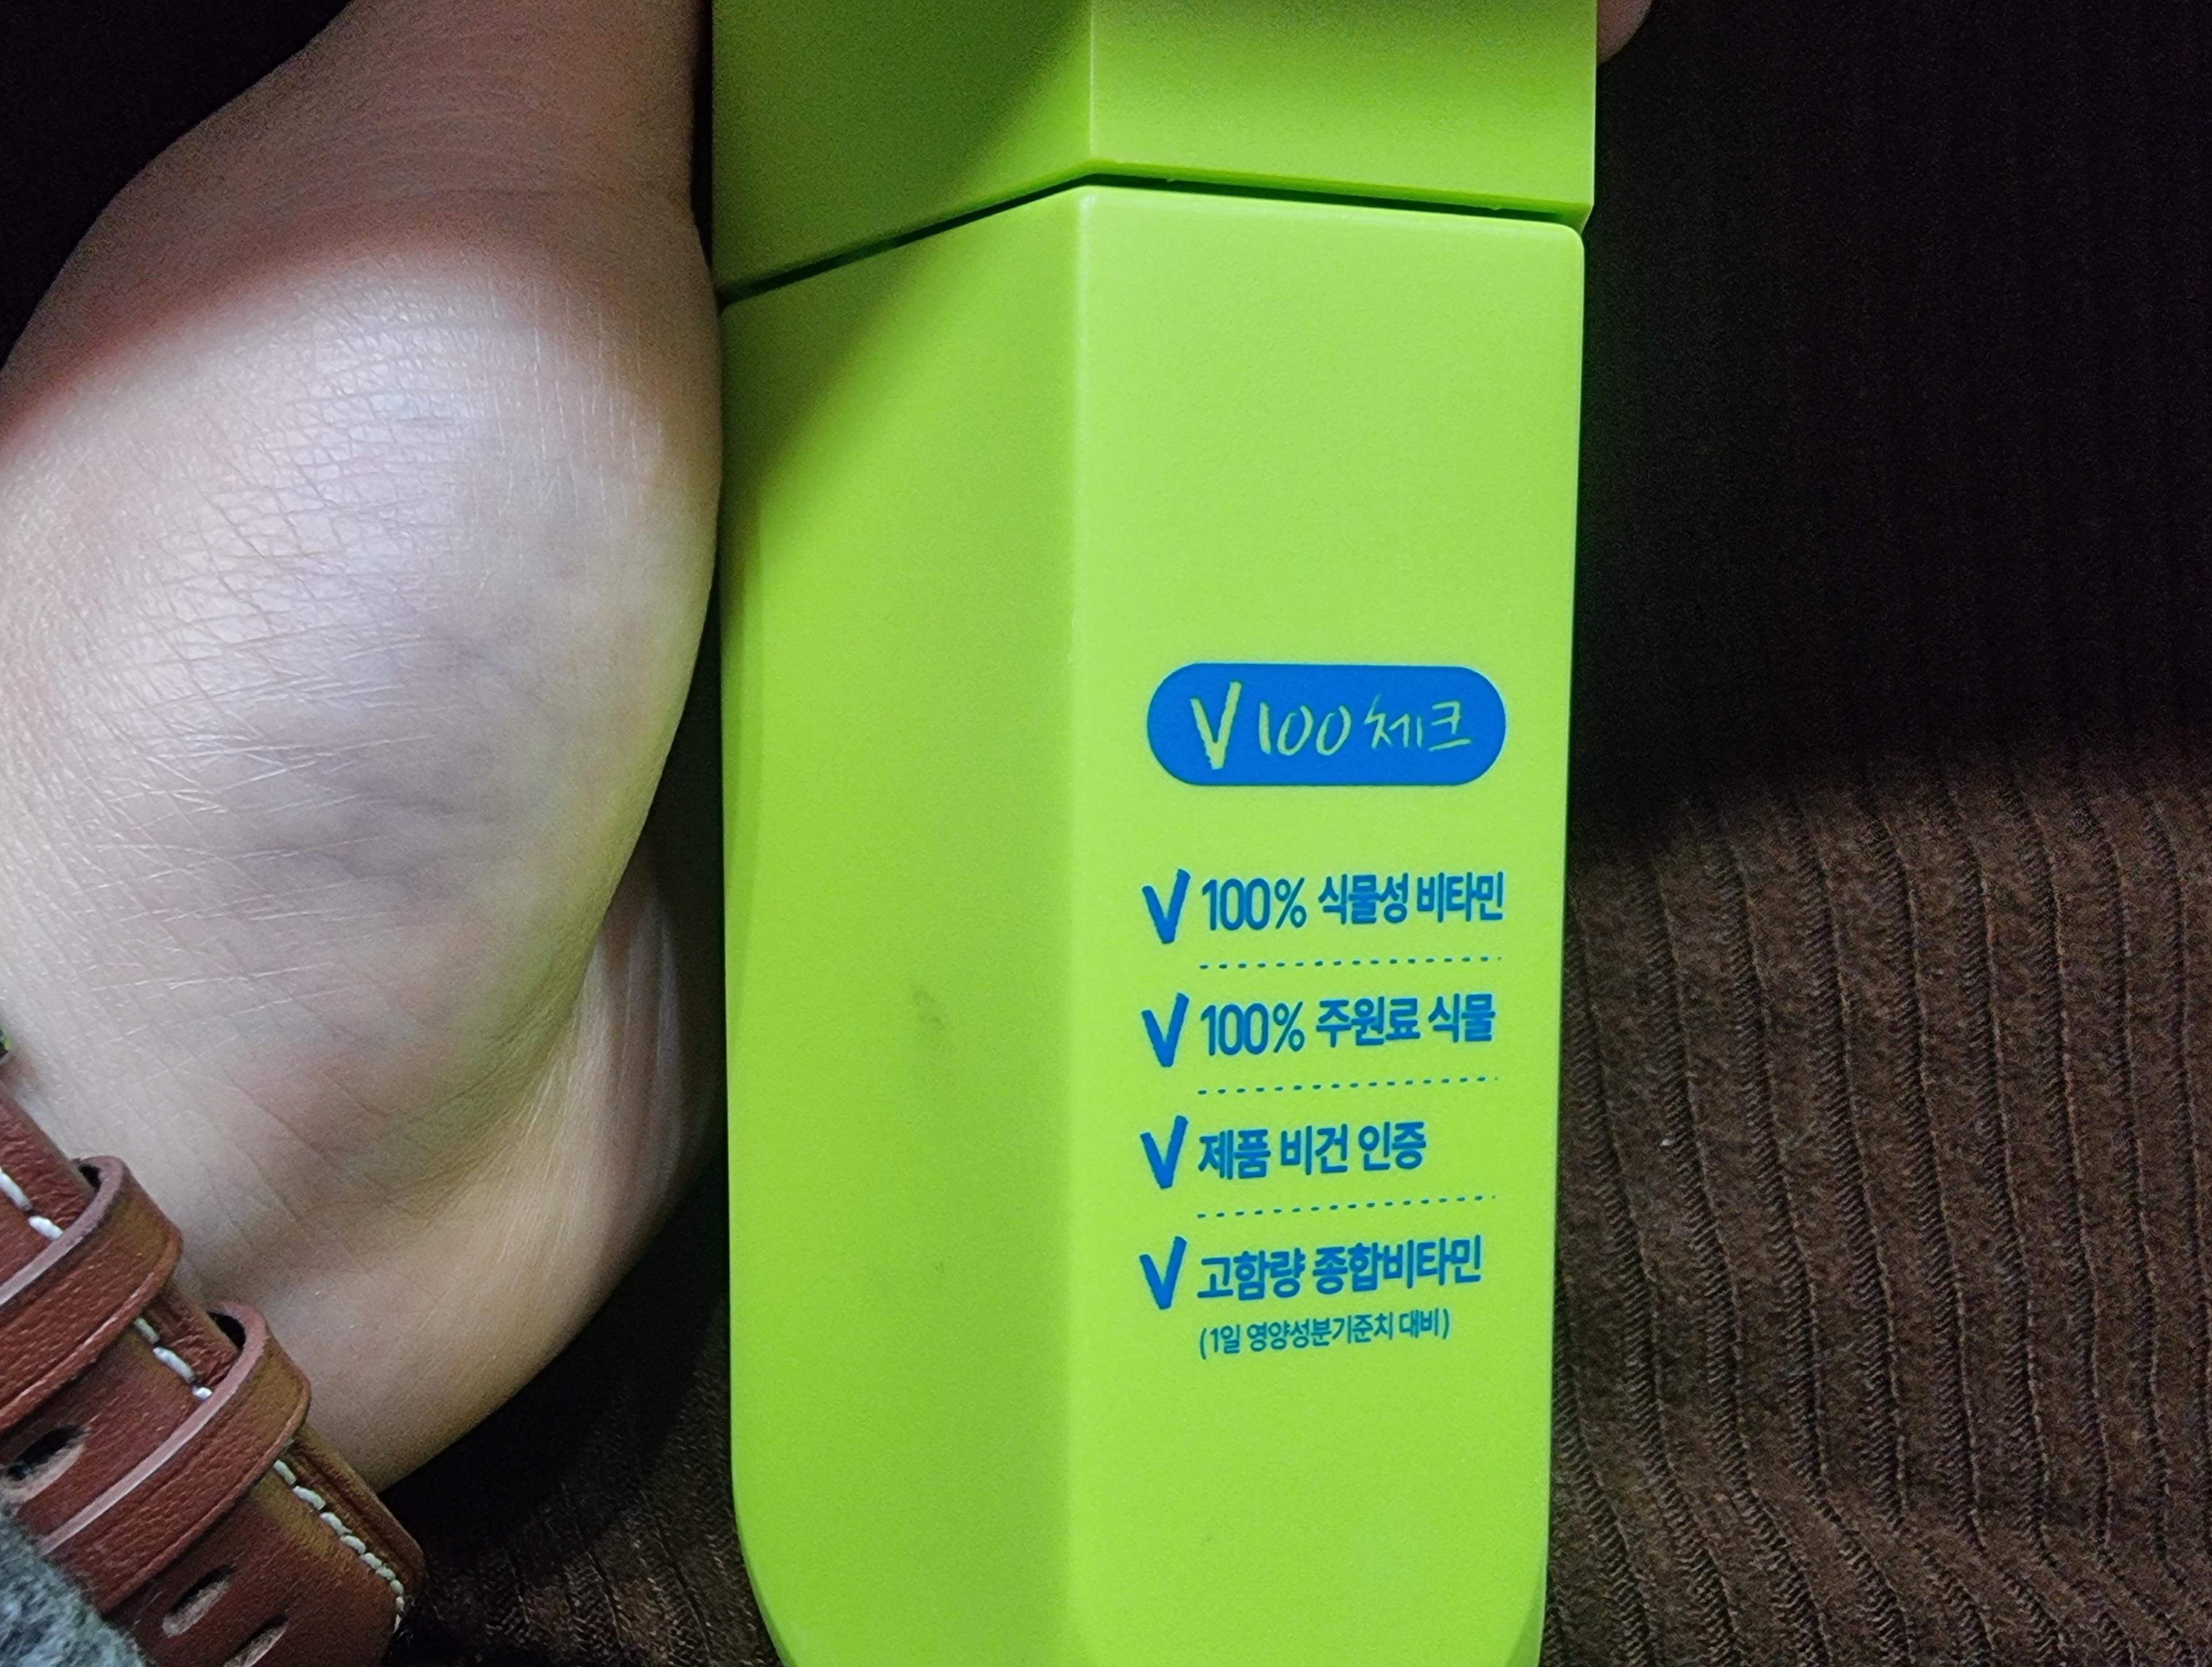 V100 체크
V 100% 식물성 비타민
V 100% 주원료 식물
V 제품 비건 인증
V 고함량 종합비타민
(1일 영양성분기준치 대비)